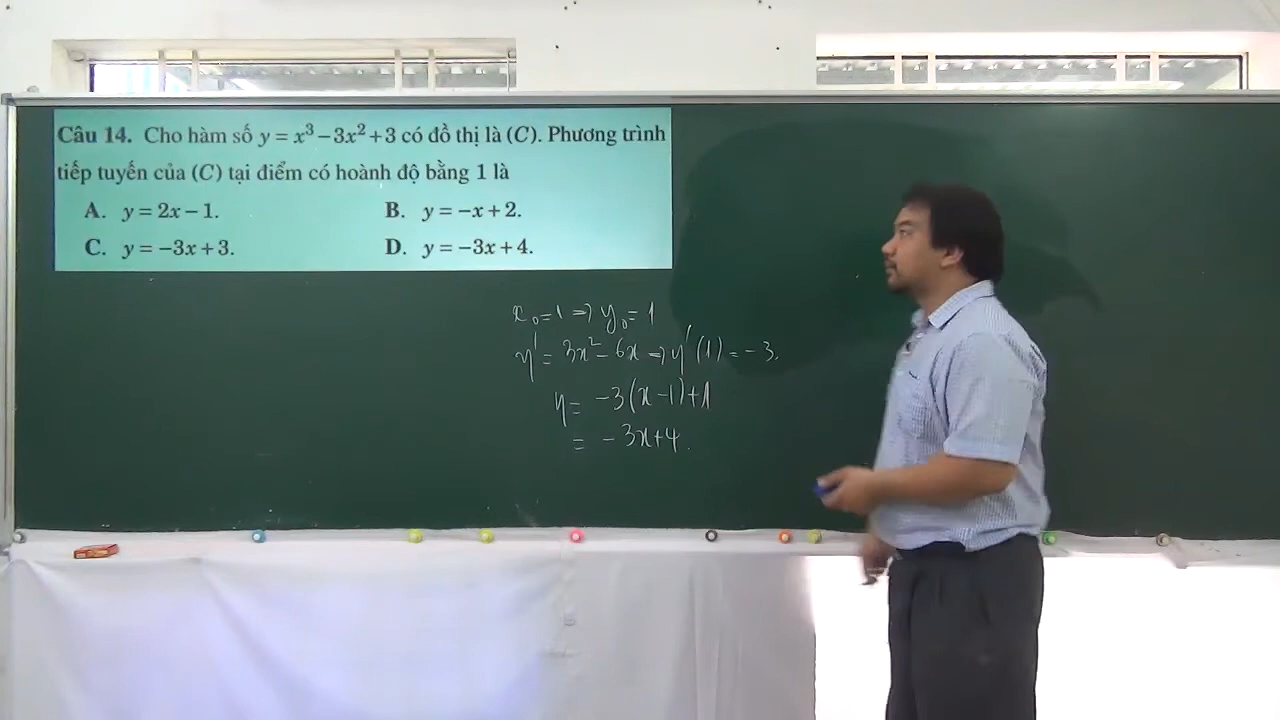 Câu 14. Cho hàm số y = x³ − 3x² + 3 có đồ thị là (C). Phương trình
tiếp tuyến của (C) tại điểm có hoành độ bằng 1 là
A. y = 2x − 1. B. y = −x + 2.
C. y = −3x + 3. D. y = −3x + 4.
x₀ = 1 ⇒ y₀ = 1
y' = 3x² − 6x ⇒ y'(1) = −3.
y = −3(x − 1) + 1
= −3x + 4.